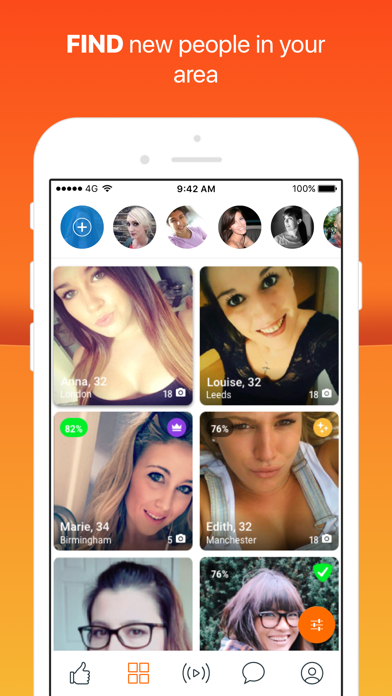 FIND new people in your
area
4G 9:42 AM 100%
Anna, 32
London 18
Louise, 32
Leeds 18
82%
Marie, 34
Birmingham 5
76%
Edith, 32
Manchester 18
76%